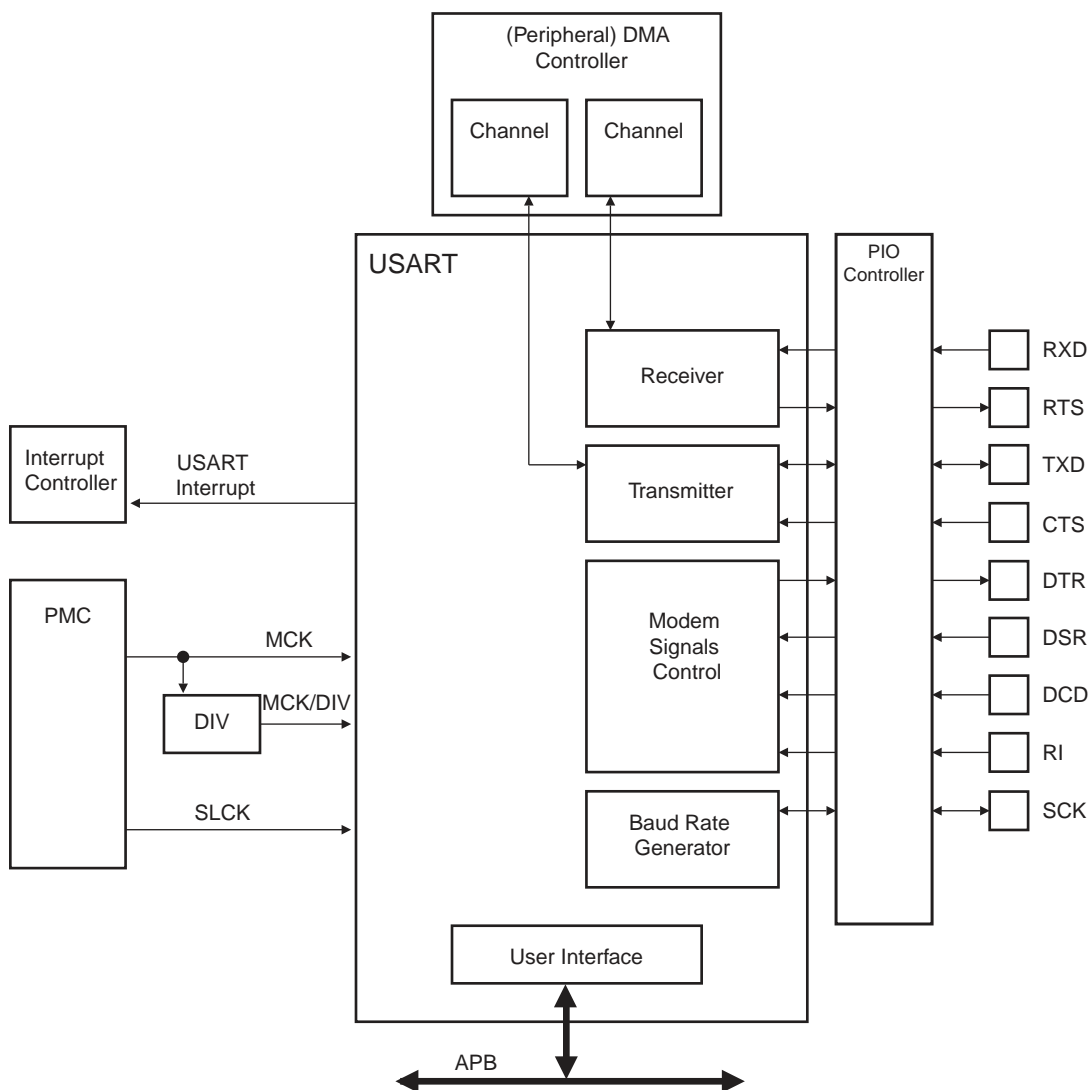 (Peripheral) DMA
Controller
Channel
Channel
USART
PIO
Controller
Receiver
RXD
RTS
Interrupt
Controller
USART
Interrupt
Transmitter
TXD
CTS
PMC
MCK
DIV
MCK/DIV
SLCK
Modem
Signals
Control
DTR
DSR
DCD
RI
Baud Rate
Generator
SCK
User Interface
APB